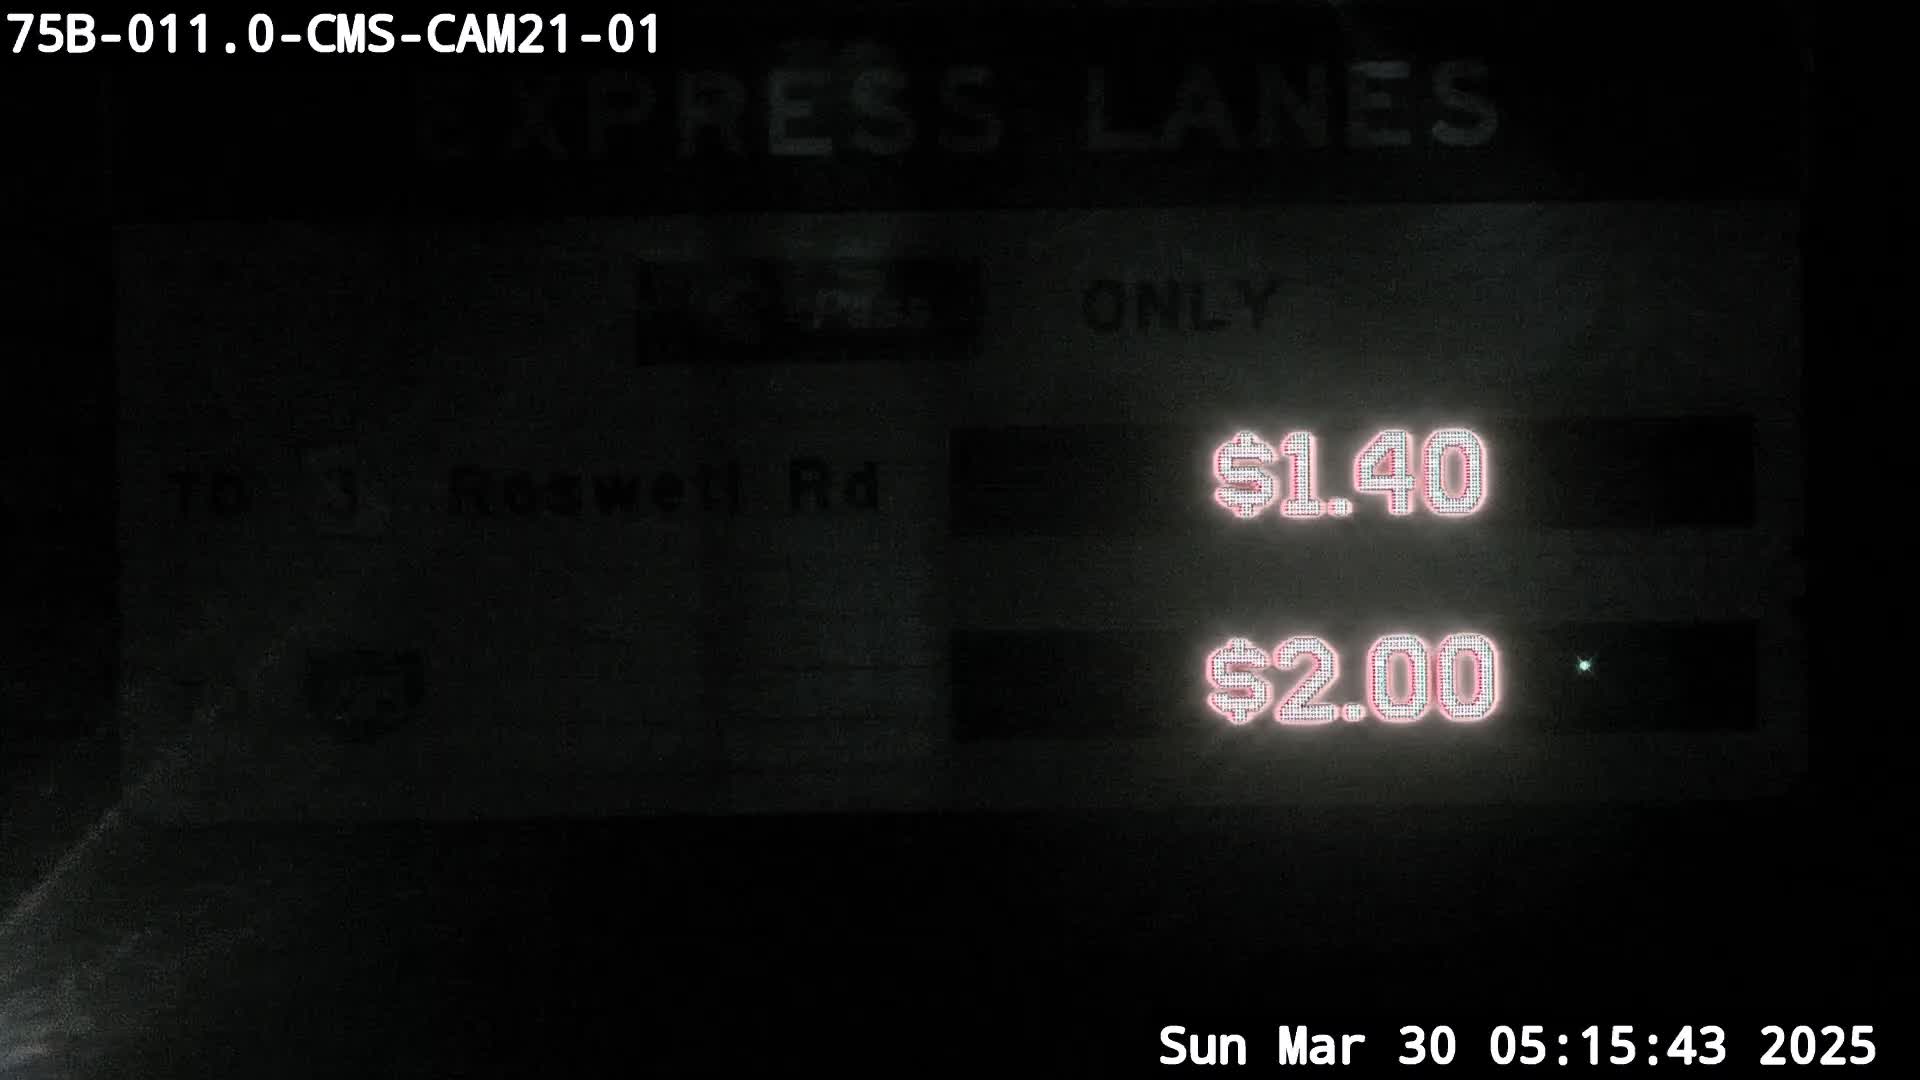 75B-011.0-CMS-CAM21-01
EXPRESS LANES
ONLY
TO 3 Roswell Rd $1.40
$2.00
Sun Mar 30 05:15:43 2025